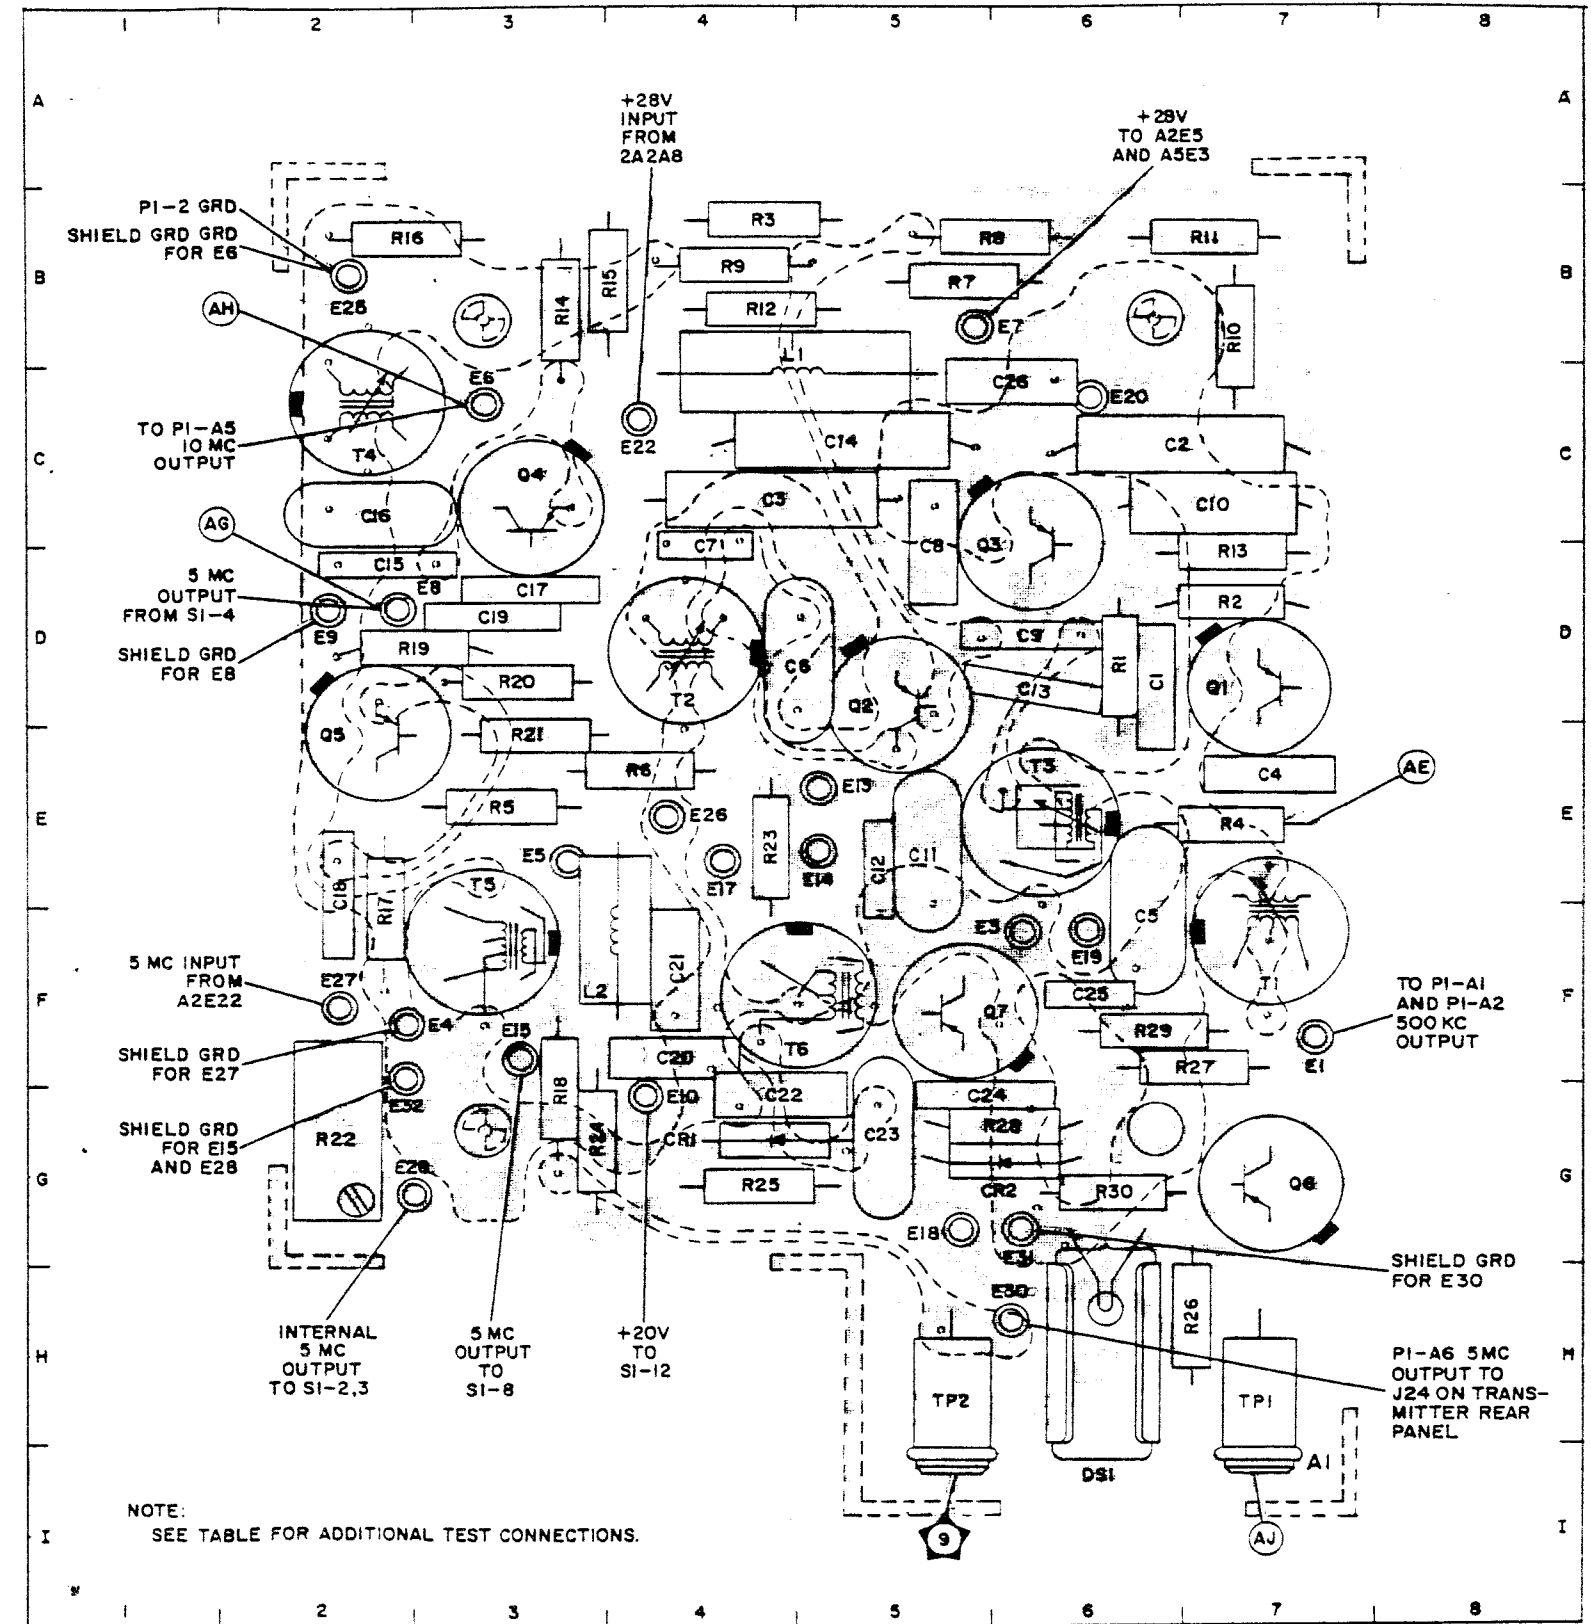 1 2 3 4 5 6 7 8
A A
+28V
INPUT
FROM
2A2A8
+28V
TO A2E5
AND A5E3
P1-2 GRD
SHIELD GRD GRD
FOR E6
R16
R15
R14
R3
R9
R12
R8
R7
R11
R10
B B
E25
AH
E7
L1
E6
E22
C26
E20
T4
TO P1-A5
10 MC
OUTPUT
C14
C2
C C
Q4
C3
C10
C16
AG
C7
C8
Q3
R13
C15
E8
C17
5 MC
OUTPUT
FROM S1-4
R2
E9
C19
D D
SHIELD GRD
FOR E8
R19
C9
R1
C1
C6
R20
T2
Q2
C13
Q1
Q5
R21
R6
T3
C4
AE
E13
R5
E26
E E
R4
R23
E5
E17
E14
C12
C11
C18
R17
T5
C5
E3
E19
5 MC INPUT
FROM
A2E22
E27
L2
C21
T1
F F
C25
TO P1-A1
AND P1-A2
500 KC
OUTPUT
E4
E15
Q7
R29
SHIELD GRD
FOR E27
C20
T6
R27
E1
E32
R18
E10
C22
C24
SHIELD GRD
FOR E15
AND E28
R22
R24
CR1
C23
R28
G G
E28
R25
CR2
R30
Q6
E18
E31
SHIELD GRD
FOR E30
E30
R26
INTERNAL
5 MC
OUTPUT
TO S1-2,3
5 MC
OUTPUT
TO
S1-8
+20V
TO
S1-12
H H
P1-A6 5MC
OUTPUT TO
J24 ON TRANS-
MITTER REAR
PANEL
TP2
TP1
DS1
A1
NOTE:
SEE TABLE FOR ADDITIONAL TEST CONNECTIONS.
I I
9
AJ
1 2 3 4 5 6 7 8